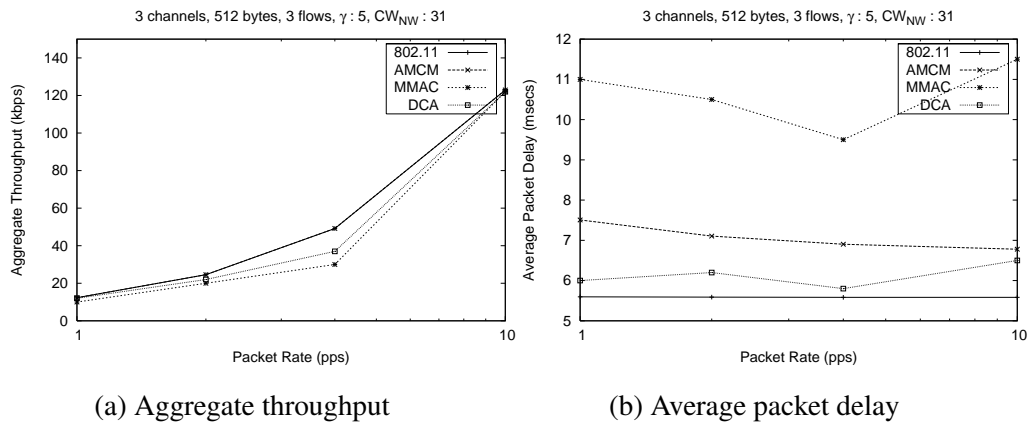 3 channels, 512 bytes, 3 flows, γ : 5, CW_NW : 31
160
140
120
100
80
60
40
20
0
Aggregate Throughput (kbps)
802.11
AMCM
MMAC
DCA
1
10
Packet Rate (pps)
(a) Aggregate throughput
3 channels, 512 bytes, 3 flows, γ : 5, CW_NW : 31
12
11
10
9
8
7
6
5
Average Packet Delay (msecs)
802.11
AMCM
MMAC
DCA
1
10
Packet Rate (pps)
(b) Average packet delay